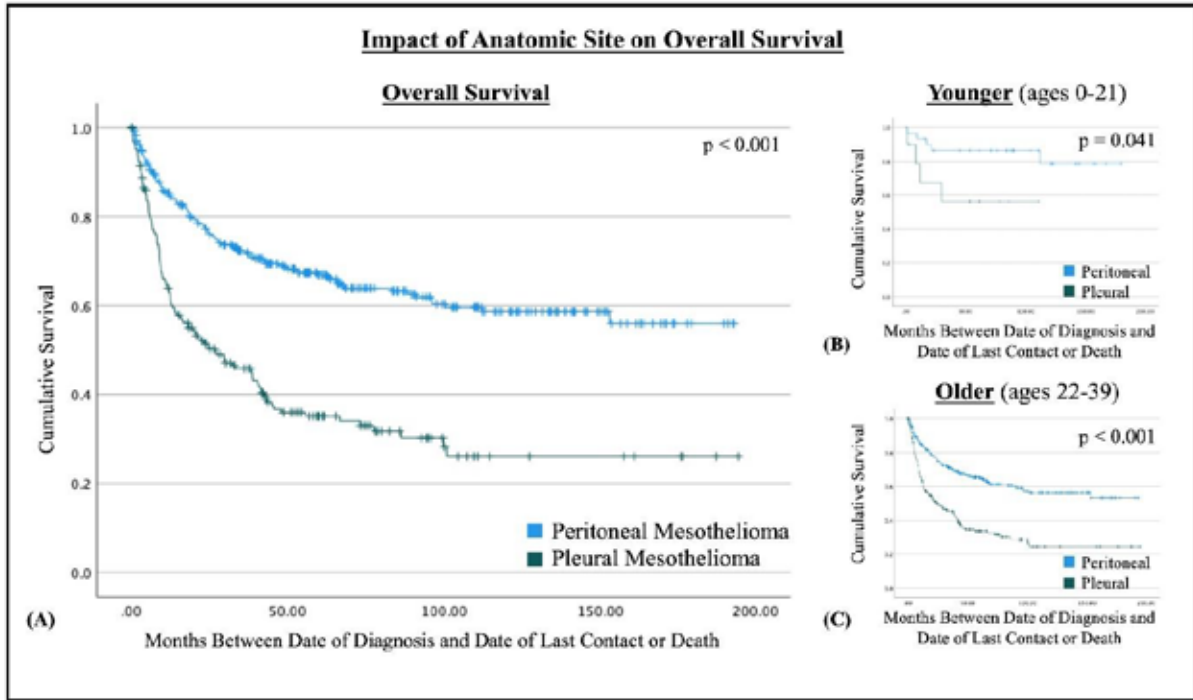 Impact of Anatomic Site on Overall Survival
Overall Survival
p < 0.001
Cumulative Survival
1.0
0.8
0.6
0.4
0.2
0.0
Peritoneal Mesothelioma
Pleural Mesothelioma
.00 50.00 100.00 150.00 200.00
(A)
Months Between Date of Diagnosis and Date of Last Contact or Death
Younger (ages 0-21)
p = 0.041
Cumulative Survival
Peritoneal
Pleural
Months Between Date of Diagnosis and
(B)
Date of Last Contact or Death
Older (ages 22-39)
p < 0.001
Cumulative Survival
Peritoneal
Pleural
(C)
Months Between Date of Diagnosis and
Date of Last Contact or Death